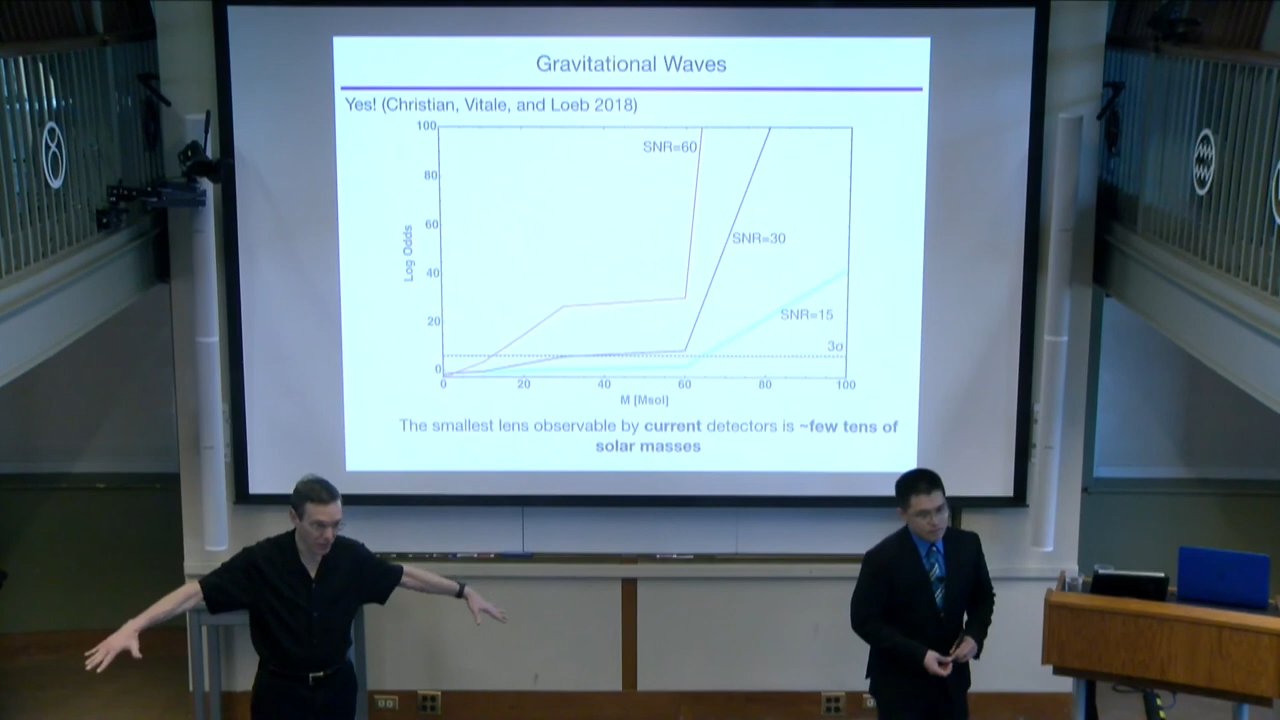 Gravitational Waves
Yes! (Christian, Vitale, and Loeb 2018)
100
80
60
40
20
0
Log Odds
SNR=60
SNR=30
SNR=15
3σ
0 20 40 60 80 100
M [Msol]
The smallest lens observable by current detectors is ~few tens of
solar masses